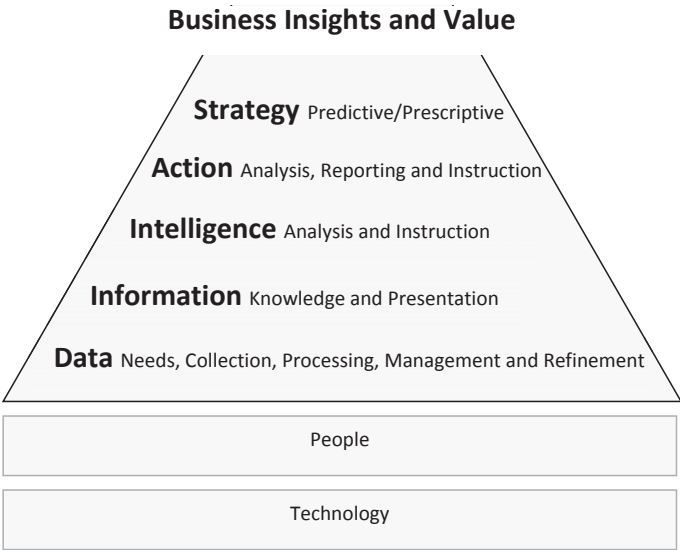 Business Insights and Value
Strategy Predictive/Prescriptive
Action Analysis, Reporting and Instruction
Intelligence Analysis and Instruction
Information Knowledge and Presentation
Data Needs, Collection, Processing, Management and Refinement
People
Technology